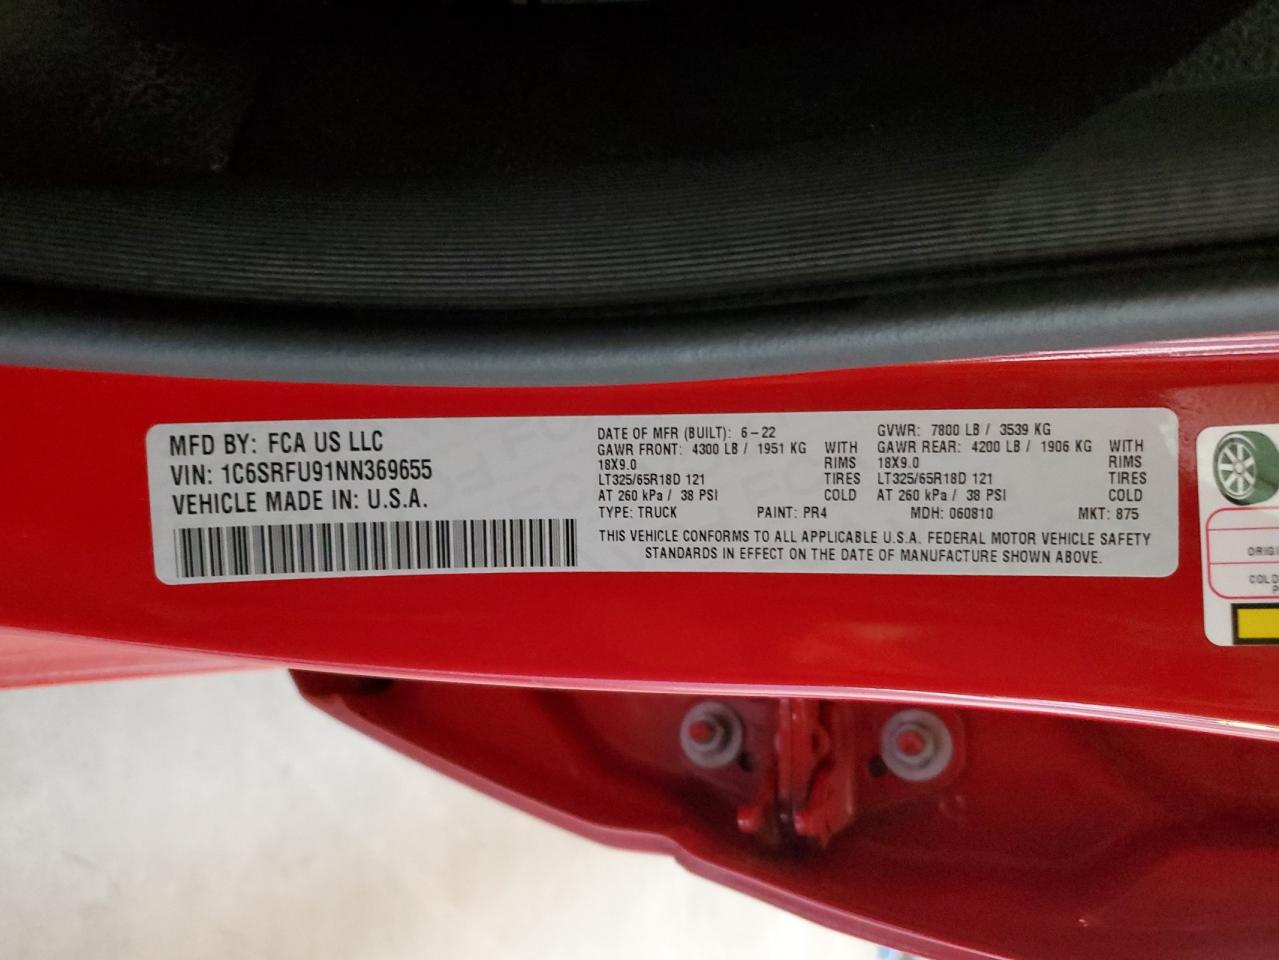 MFD BY: FCA US LLC
VIN: 1C6SRFU91NN369655
VEHICLE MADE IN: U.S.A.
DATE OF MFR (BUILT): 6-22
GAWR FRONT: 4300 LB / 1951 KG WITH
18X9.0 RIMS
LT325/65R18D 121 TIRES
AT 260 kPa / 38 PSI COLD
GVWR: 7800 LB / 3539 KG
GAWR REAR: 4200 LB / 1906 KG WITH
18X9.0 RIMS
LT325/65R18D 121 TIRES
AT 260 kPa / 38 PSI COLD
TYPE: TRUCK PAINT: PR4 MDH: 060810 MKT: 875
THIS VEHICLE CONFORMS TO ALL APPLICABLE U.S.A. FEDERAL MOTOR VEHICLE SAFETY
STANDARDS IN EFFECT ON THE DATE OF MANUFACTURE SHOWN ABOVE.
ORIGI
COLD
P